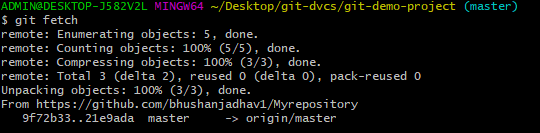 ADMIN@DESKTOP-J582V2L MINGW64 ~/Desktop/git-dvcs/git-demo-project (master)
$ git fetch
remote: Enumerating objects: 5, done.
remote: Counting objects: 100% (5/5), done.
remote: Compressing objects: 100% (3/3), done.
remote: Total 3 (delta 2), reused 0 (delta 0), pack-reused 0
Unpacking objects: 100% (3/3), done.
From https://github.com/bhushanjadhav1/Myrepository
   9f72b33..21e9ada  master     -> origin/master